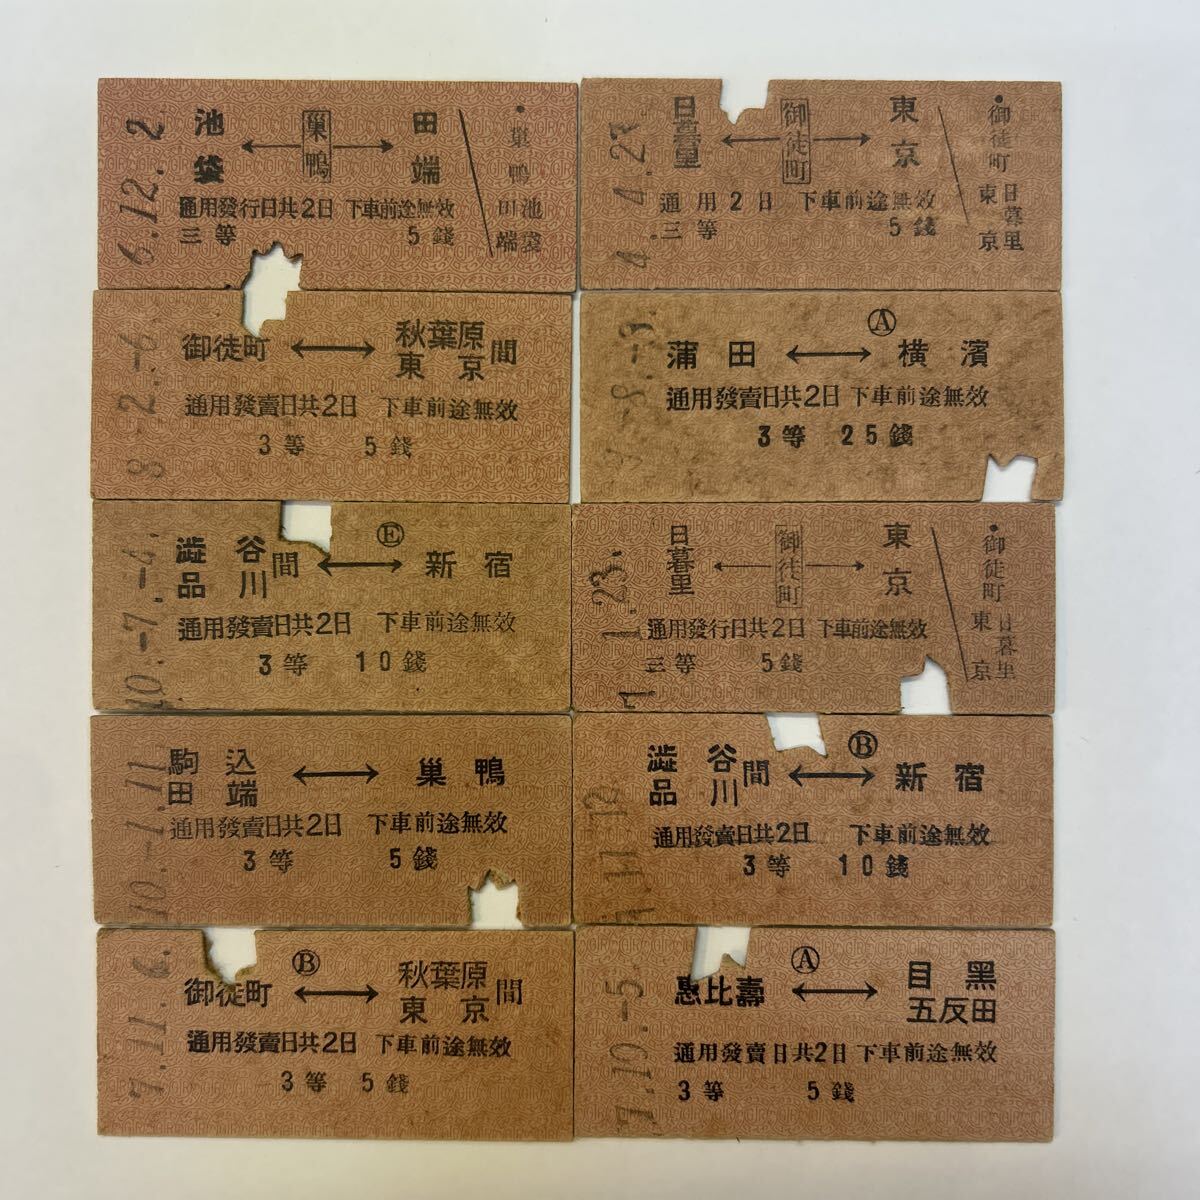 6.12.2
池袋 ←→ 田端
巣鴨
通用發行日共2日 下車前途無效
三等 5錢
・巣鴨
田端 池袋
4.4.27
日暮里 ←→ 東京
御徒町
通用2日 下車前途無效
三等 5錢
・御徒町
東京 日暮里
8.-2.-6
御徒町 ←→ 秋葉原 東京 間
通用發賣日共2日 下車前途無效
3等 5錢
Ⓐ
蒲田 ←→ 横濱
通用發賣日共2日 下車前途無效
3等 25錢
10.-7.-4.
Ⓔ
澁谷 品川 間 ←→ 新宿
通用發賣日共2日 下車前途無效
3等 10錢
7.1.23.
日暮里 ←→ 東京
御徒町
通用發行日共2日 下車前途無效
三等 5錢
・御徒町
東京 日暮里
10.-1.11
駒込 田端 ←→ 巣鴨
通用發賣日共2日 下車前途無效
3等 5錢
11.12
Ⓑ
澁谷 品川 間 ←→ 新宿
通用發賣日共2日 下車前途無效
3等 10錢
7.11.6.
Ⓑ
御徒町 ←→ 秋葉原 東京 間
通用發賣日共2日 下車前途無效
3等 5錢
7.10.-5.
Ⓐ
惠比壽 ←→ 目黑 五反田
通用發賣日共2日 下車前途無效
3等 5錢